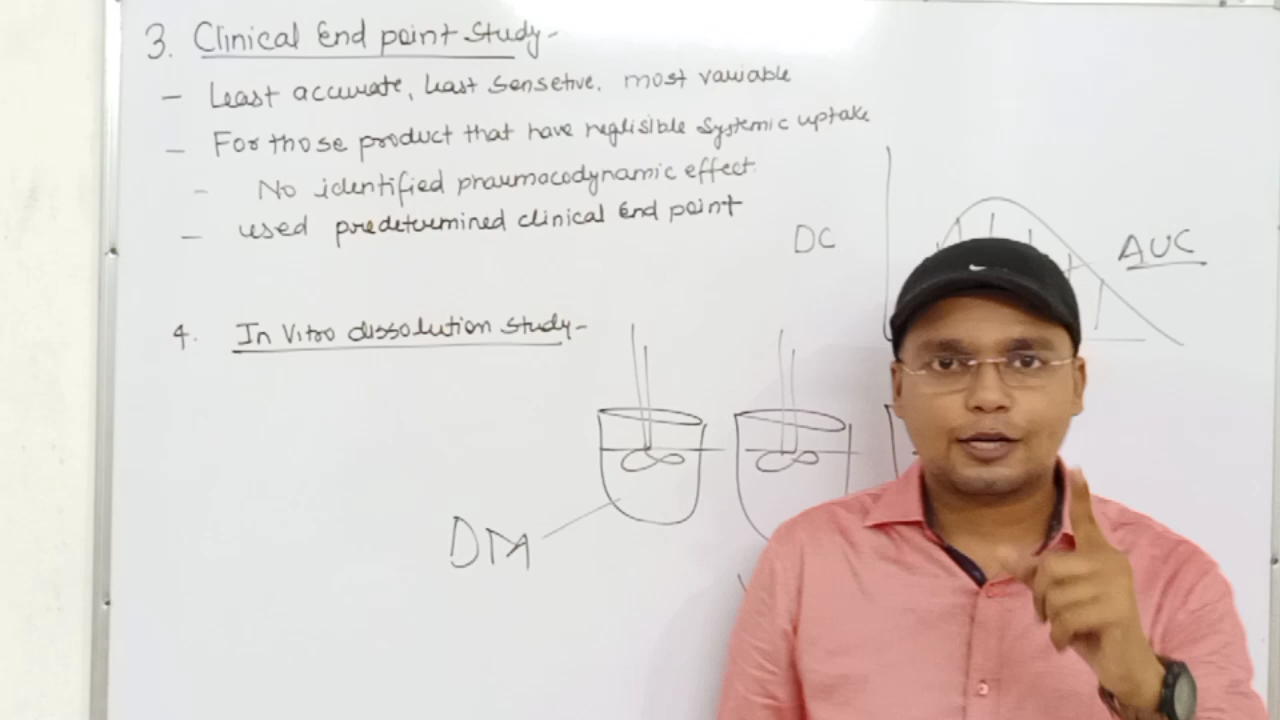 3. Clinical End point Study-
- Least accurate, least sensetive, most variable
- For those product that have neglisible systemic uptake
- No identified pharmacodynamic effect.
- used predetermined clinical end point
DC
AUC
4. In Vitro dissolution study-
DM